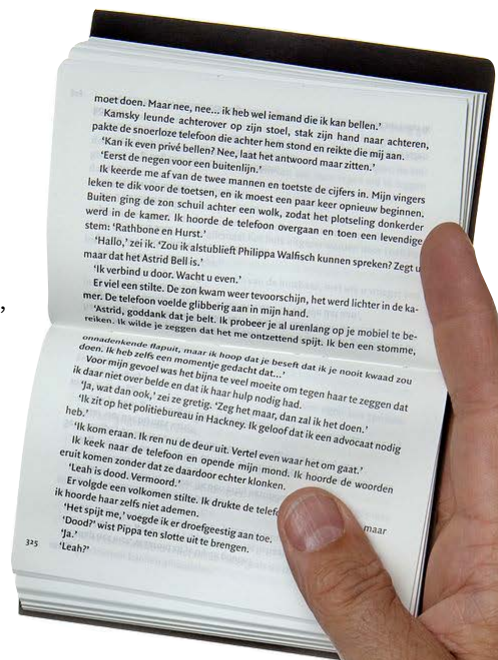 moet doen. Maar nee, nee... ik heb wel iemand die ik kan bellen.’
Kamsky leunde achterover op zijn stoel, stak zijn hand naar achteren,
pakte de snoerloze telefoon die achter hem stond en reikte die mij aan.
‘Kan ik even privé bellen? Nee, laat het antwoord maar zitten.’
‘Eerst de negen voor een buitenlijn.’
Ik keerde me af van de twee mannen en toetste de cijfers in. Mijn vingers
leken te dik voor de toetsen, en ik moest een paar keer opnieuw beginnen.
Buiten ging de zon schuil achter een wolk, zodat het plotseling donkerder
werd in de kamer. Ik hoorde de telefoon overgaan en toen een levendige
stem: ‘Rathbone en Hurst.’
‘Hallo,’ zei ik. ‘Zou ik alstublieft Philippa Walfisch kunnen spreken? Zegt u
maar dat het Astrid Bell is.’
‘Ik verbind u door. Wacht u even.’
Er viel een stilte. De zon kwam weer tevoorschijn, het werd lichter in de ka-
mer. De telefoon voelde glibberig aan in mijn hand.
‘Astrid, goddank dat je belt. Ik probeer je al urenlang op je mobiel te be-
reiken. Ik wilde je zeggen dat het me ontzettend spijt. Ik ben een stomme,
onnadenkende flapuit, maar ik hoop dat je beseft dat ik je nooit kwaad zou
doen. Ik heb zelfs een momentje gedacht dat...’
Voor mijn gevoel was het bijna te veel moeite om tegen haar te zeggen dat
ik daar niet over belde en dat ik haar hulp nodig had.
‘Ja, wat dan ook,’ zei ze gretig. ‘Zeg het maar, dan zal ik het doen.’
‘Ik zit op het politiebureau in Hackney. Ik geloof dat ik een advocaat nodig
heb.’
‘Ik kom eraan. Ik ren nu de deur uit. Vertel even waar het om gaat.’
Ik keek naar de telefoon en opende mijn mond. Ik hoorde de woorden
eruit komen zonder dat ze daardoor echter klonken.
‘Leah is dood. Vermoord.’
Er volgde een volkomen stilte. Ik drukte de maar
ik hoorde haar zelfs niet ademen.
‘Het spijt me,’ voegde ik er droefgeestig aan toe.
‘Dood?’ wist Pippa ten slotte uit te brengen.
‘Ja.’
‘Leah?’
325
,